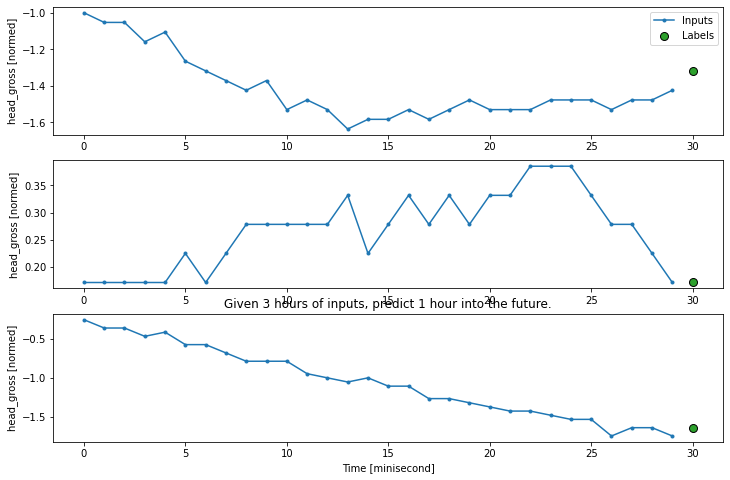 −1.0
−1.2
−1.4
−1.6
head_gross [normed]
Inputs
Labels
0 5 10 15 20 25 30
0.35
0.30
0.25
0.20
head_gross [normed]
0 5 10 15 20 25 30
Given 3 hours of inputs, predict 1 hour into the future.
−0.5
−1.0
−1.5
head_gross [normed]
0 5 10 15 20 25 30
Time [minisecond]